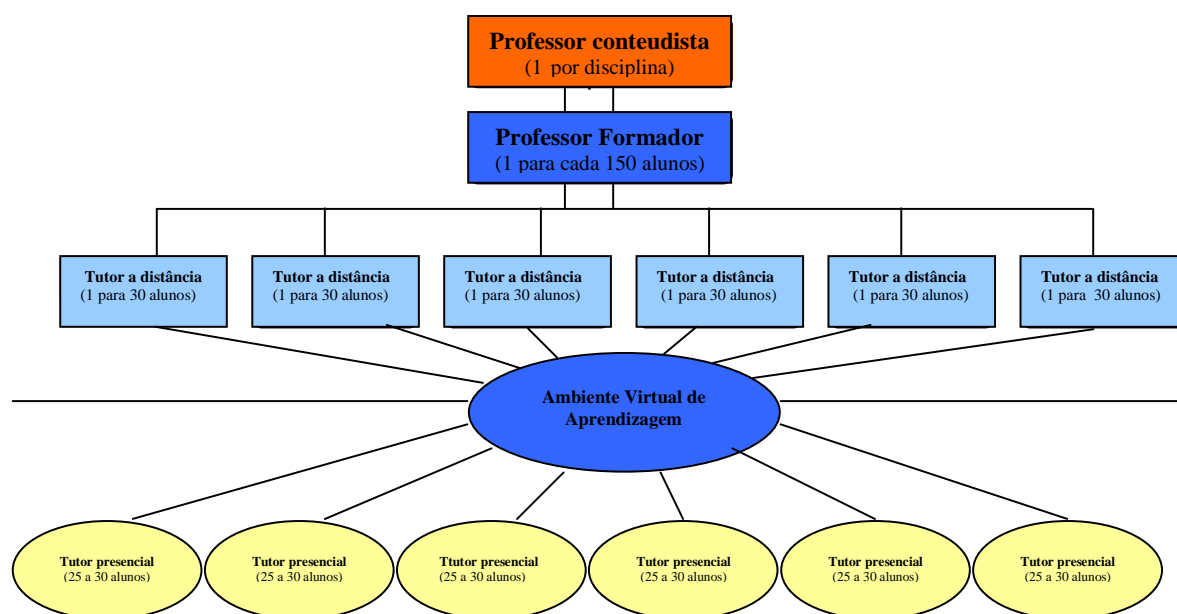 Professor conteudista
(1 por disciplina)
Professor Formador
(1 para cada 150 alunos)
Tutor a distância
(1 para 30 alunos)
Tutor a distância
(1 para 30 alunos)
Tutor a distância
(1 para 30 alunos)
Tutor a distância
(1 para 30 alunos)
Tutor a distância
(1 para 30 alunos)
Tutor a distância
(1 para 30 alunos)
Ambiente Virtual de
Aprendizagem
Tutor presencial
(25 a 30 alunos)
Tutor presencial
(25 a 30 alunos)
Ttutor presencial
(25 a 30 alunos)
Tutor presencial
(25 a 30 alunos)
Tutor presencial
(25 a 30 alunos)
Tutor presencial
(25 a 30 alunos)